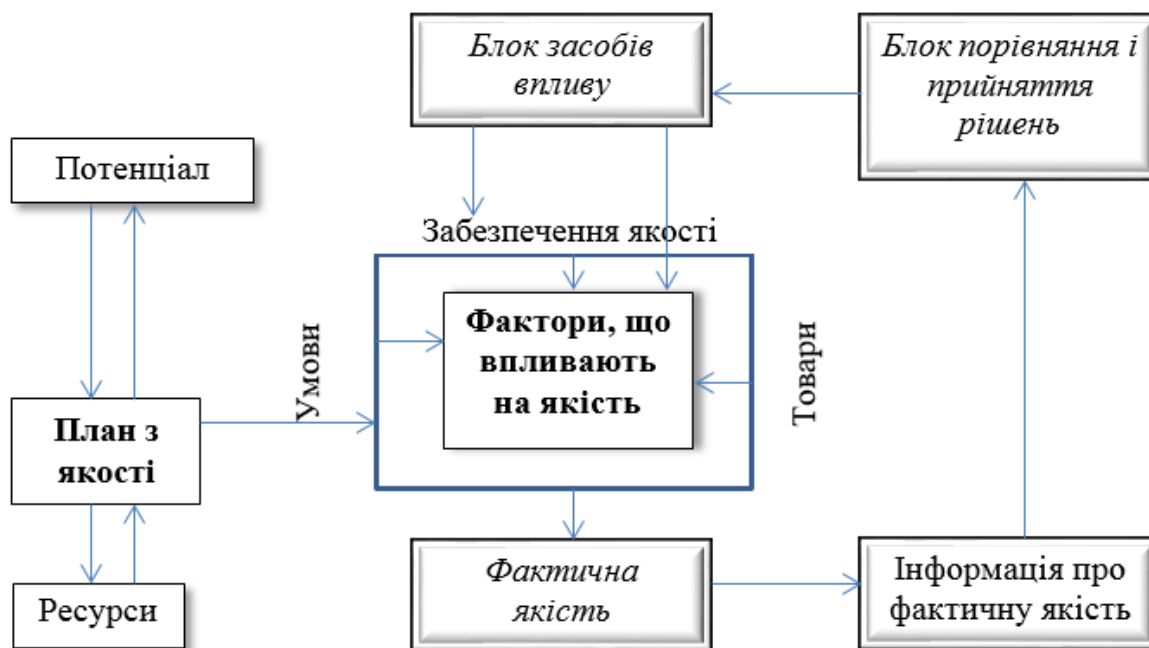 Блок засобів
впливу
Блок порівняння і
прийняття
рішень
Потенціал
Забезпечення якості
Умови
Фактори, що
впливають
на якість
Товари
План з
якості
Ресурси
Фактична
якість
Інформація про
фактичну якість